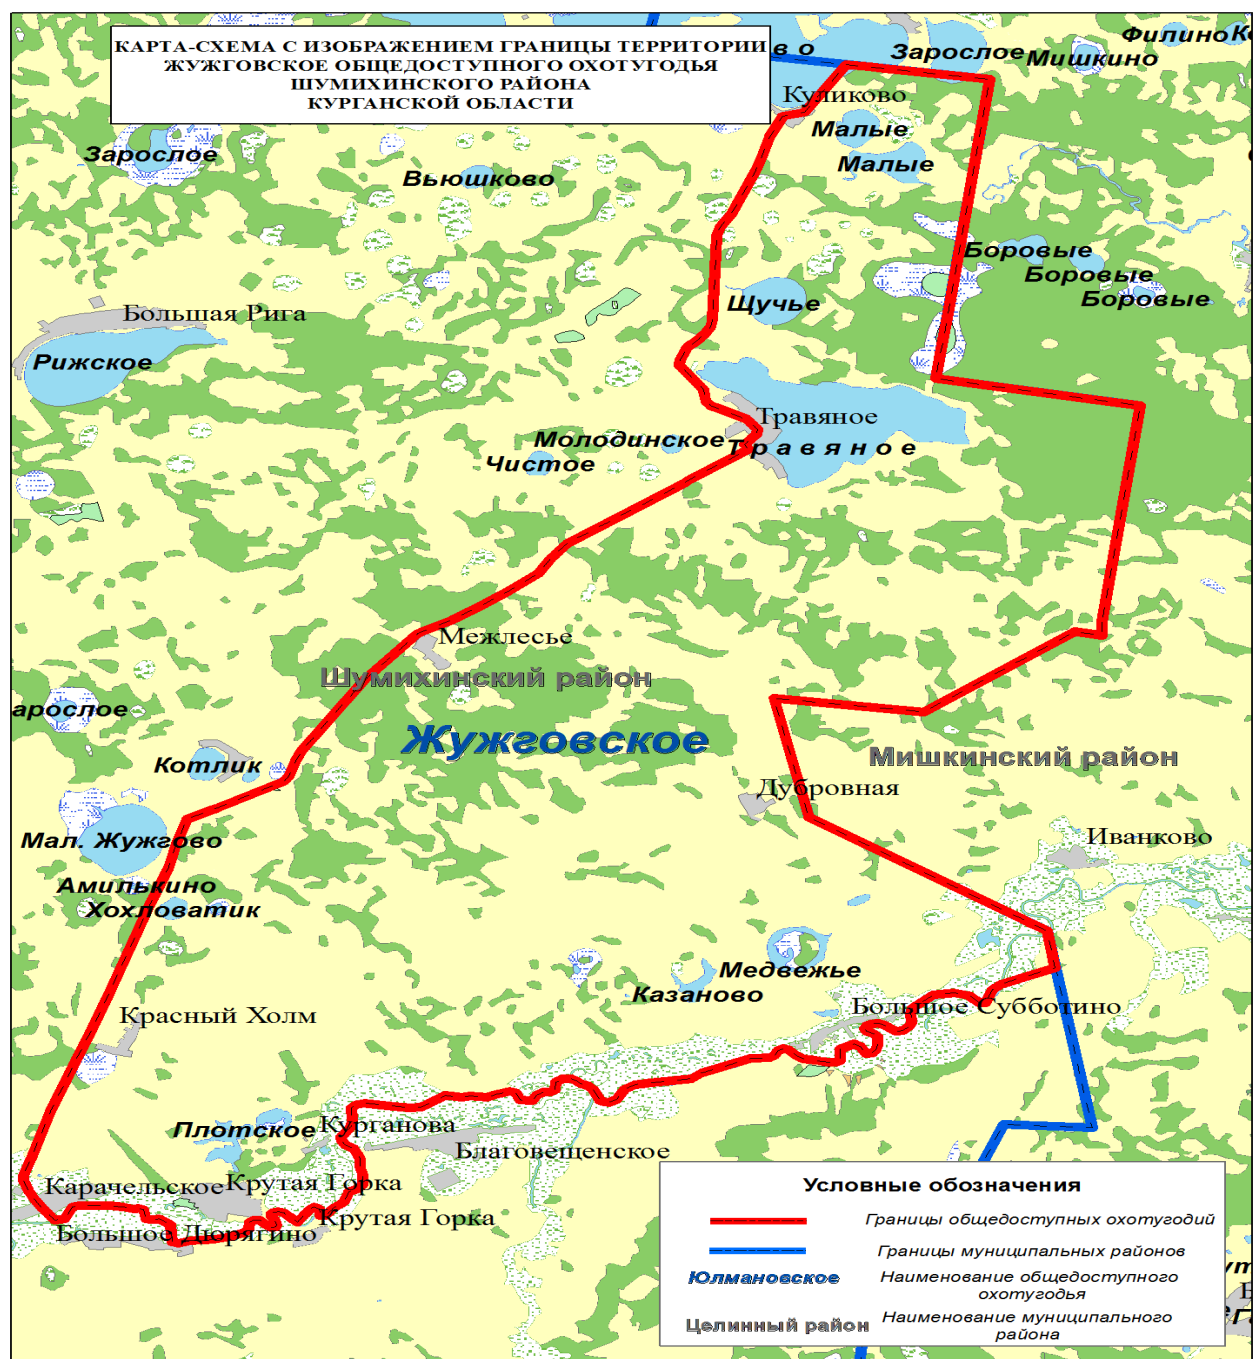 КАРТА-СХЕМА С ИЗОБРАЖЕНИЕМ ГРАНИЦЫ ТЕРРИТОРИИ
ЖУЖГОВСКОЕ ОБЩЕДОСТУПНОГО ОХОТУГОДЬЯ
ШУМИХИНСКОГО РАЙОНА
КУРГАНСКОЙ ОБЛАСТИ
Филино
Зарослое
Мишкино
Куликово
Малые
Малые
Зарослое
Вьюшково
Боровые
Боровые
Боровые
Щучье
Большая Рига
Рижское
Травяное
Травяное
Молодинское
Чистое
Межлесье
Шумихинский район
Жужговское
Мишкинский район
арослое
Котлик
Дубровная
Мал. Жужгово
Иванково
Амилькино
Хохловатик
Медвежье
Казаново
Большое Субботино
Красный Холм
Плотское
Курганова
Благовещенское
Карачельское
Крутая Горка
Крутая Горка
Большое Дюрягино
Условные обозначения
Границы общедоступных охотугодий
Границы муниципальных районов
Юлмановское
Наименование общедоступного
охотугодья
Целинный район
Наименование муниципального
района